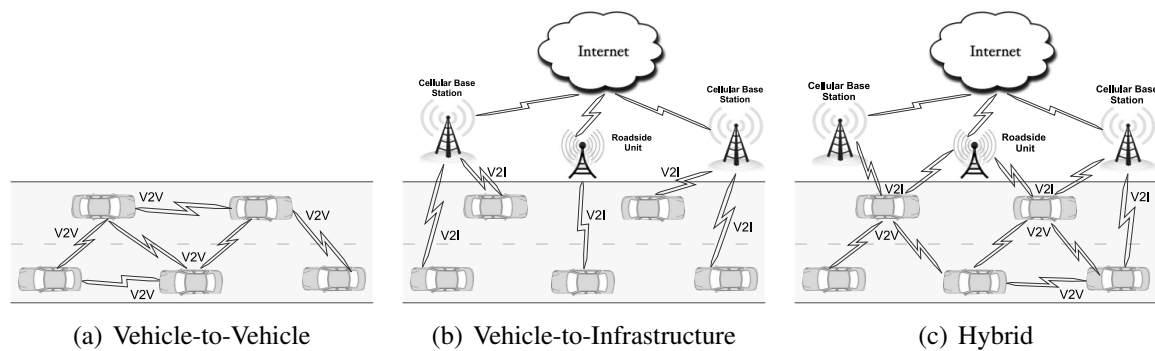 V2V
V2V
V2V
V2V
V2V
(a) Vehicle-to-Vehicle
Internet
Cellular Base
Station
Cellular Base
Station
Roadside
Unit
V2I
V2I
V2I
V2I
V2I
(b) Vehicle-to-Infrastructure
Internet
Cellular Base
Station
Cellular Base
Station
Roadside
Unit
V2I
V2I
V2V
V2V
V2I
V2V
(c) Hybrid